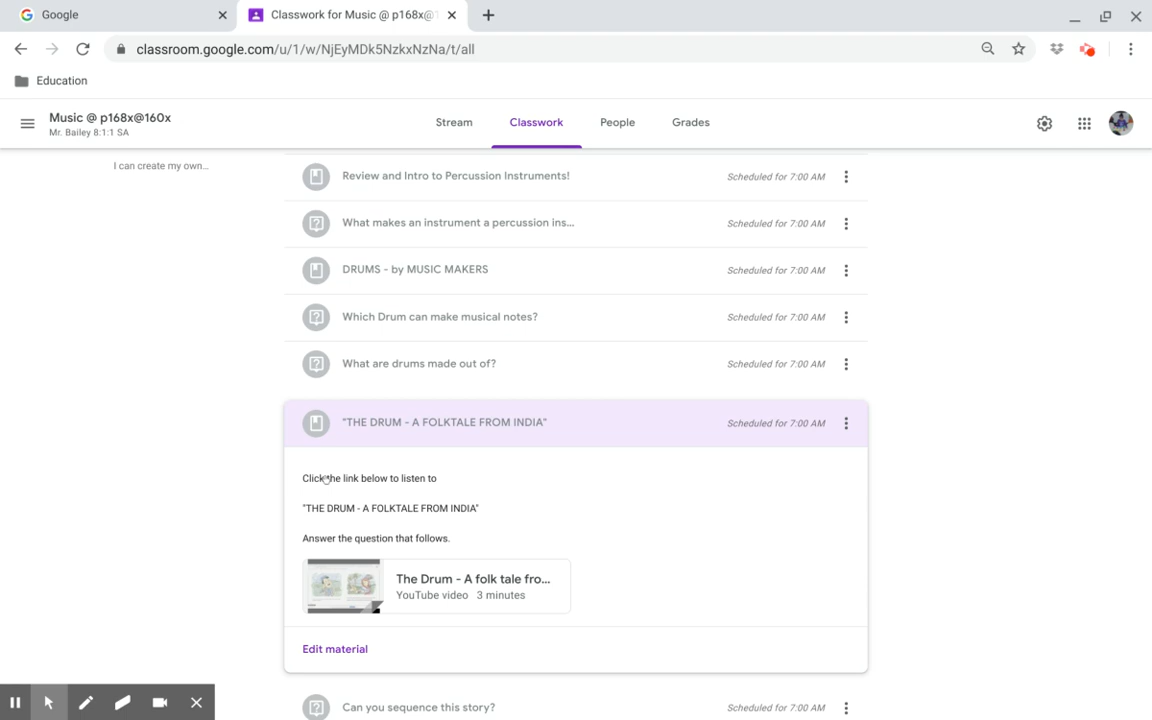 Google
Classwork for Music @ p168x@1
classroom.google.com/u/1/w/NjEyMDk5NzkxNzNa/t/all
Education
Music @ p168x@160x
Mr. Bailey 8:1:1 SA
Stream
Classwork
People
Grades
I can create my own...
Review and Intro to Percussion Instruments!
Scheduled for 7:00 AM
What makes an instrument a percussion ins...
Scheduled for 7:00 AM
DRUMS - by MUSIC MAKERS
Scheduled for 7:00 AM
Which Drum can make musical notes?
Scheduled for 7:00 AM
What are drums made out of?
Scheduled for 7:00 AM
"THE DRUM - A FOLKTALE FROM INDIA"
Scheduled for 7:00 AM
Click the link below to listen to
"THE DRUM - A FOLKTALE FROM INDIA"
Answer the question that follows.
The Drum - A folk tale fro...
YouTube video 3 minutes
Edit material
Can you sequence this story?
Scheduled for 7:00 AM